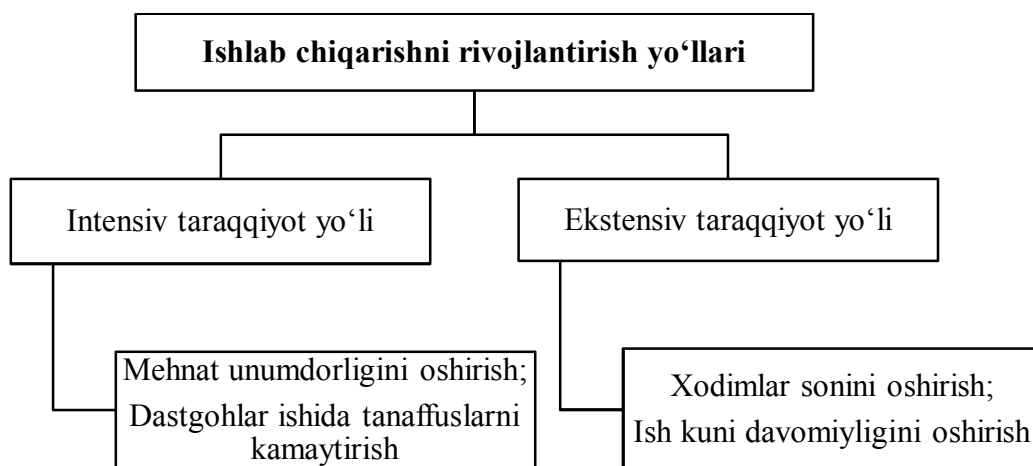 Ishlab chiqarishni rivojlantirish yo‘llari
Intensiv taraqqiyot yo‘li
Ekstensiv taraqqiyot yo‘li
Mehnat unumdorligini oshirish;
Dastgohlar ishida tanaffuslarni
kamaytirish
Xodimlar sonini oshirish;
Ish kuni davomiyligini oshirish